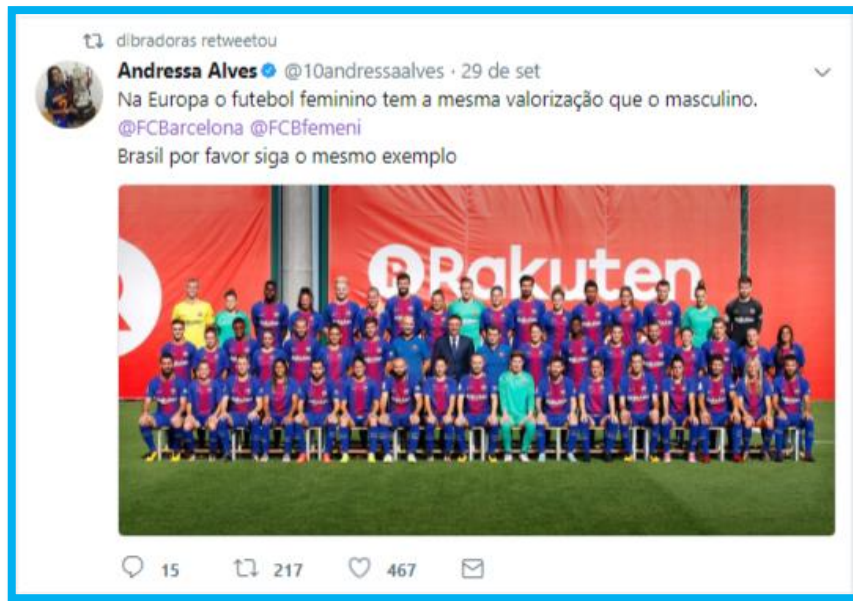 dibradoras retweetou
Andressa Alves @10andressaalves · 29 de set
Na Europa o futebol feminino tem a mesma valorização que o masculino.
@FCBarcelona @FCBfemeni
Brasil por favor siga o mesmo exemplo
Rakuten
15 217 467